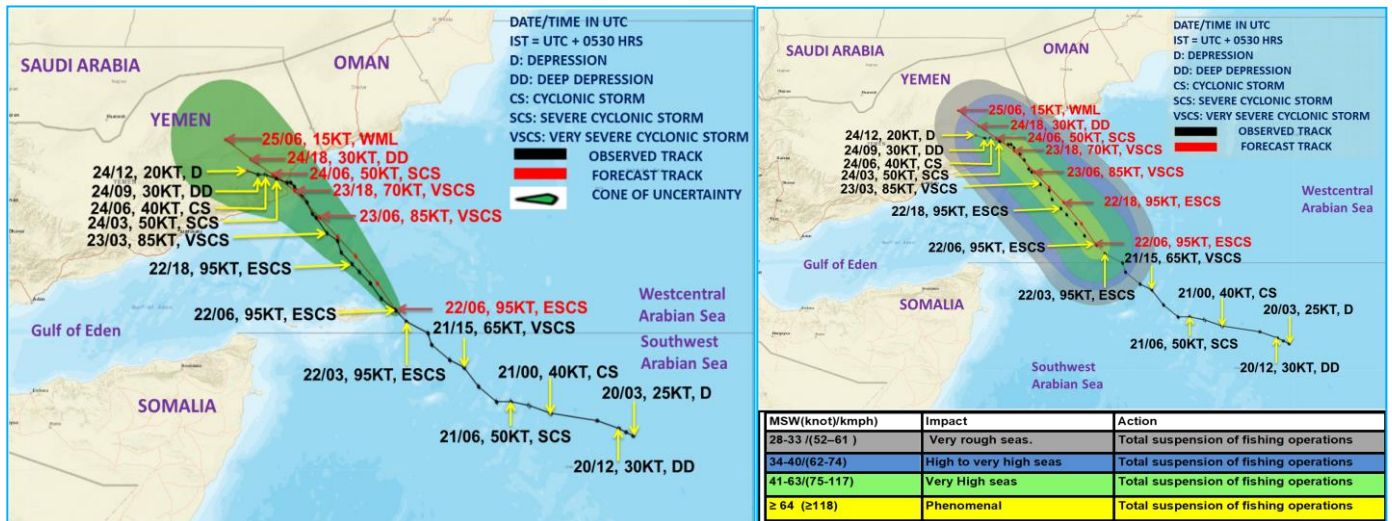 DATE/TIME IN UTC
IST = UTC + 0530 HRS
D: DEPRESSION
DD: DEEP DEPRESSION
CS: CYCLONIC STORM
SCS: SEVERE CYCLONIC STORM
VSCS: VERY SEVERE CYCLONIC STORM
OBSERVED TRACK
FORECAST TRACK
CONE OF UNCERTAINTY
SAUDI ARABIA
OMAN
YEMEN
25/06, 15KT, WML
24/18, 30KT, DD
24/06, 50KT, SCS
23/18, 70KT, VSCS
23/06, 85KT, VSCS
22/06, 95KT, ESCS
24/12, 20KT, D
24/09, 30KT, DD
24/06, 40KT, CS
24/03, 50KT, SCS
23/03, 85KT, VSCS
22/18, 95KT, ESCS
22/06, 95KT, ESCS
22/03, 95KT, ESCS
21/15, 65KT, VSCS
21/00, 40KT, CS
20/03, 25KT, D
21/06, 50KT, SCS
20/12, 30KT, DD
Westcentral
Arabian Sea
Southwest
Arabian Sea
Gulf of Eden
SOMALIA
DATE/TIME IN UTC
IST = UTC + 0530 HRS
D: DEPRESSION
DD: DEEP DEPRESSION
CS: CYCLONIC STORM
SCS: SEVERE CYCLONIC STORM
VSCS: VERY SEVERE CYCLONIC STORM
OBSERVED TRACK
FORECAST TRACK
SAUDI ARABIA
OMAN
YEMEN
25/06, 15KT, WML
24/18, 30KT, DD
24/06, 50KT, SCS
23/18, 70KT, VSCS
23/06, 85KT, VSCS
22/18, 95KT, ESCS
22/06, 95KT, ESCS
24/12, 20KT, D
24/09, 30KT, DD
24/06, 40KT, CS
24/03, 50KT, SCS
23/03, 85KT, VSCS
22/18, 95KT, ESCS
22/06, 95KT, ESCS
22/03, 95KT, ESCS
21/15, 65KT, VSCS
21/00, 40KT, CS
20/03, 25KT, D
21/06, 50KT, SCS
20/12, 30KT, DD
Westcentral
Arabian Sea
Gulf of Eden
SOMALIA
Southwest
Arabian Sea
MSW(knot)/kmph) Impact Action
28-33 /(52–61 ) Very rough seas. Total suspension of fishing operations
34-40/(62-74) High to very high seas Total suspension of fishing operations
41-63/(75-117) Very High seas Total suspension of fishing operations
≥ 64 (≥118) Phenomenal Total suspension of fishing operations